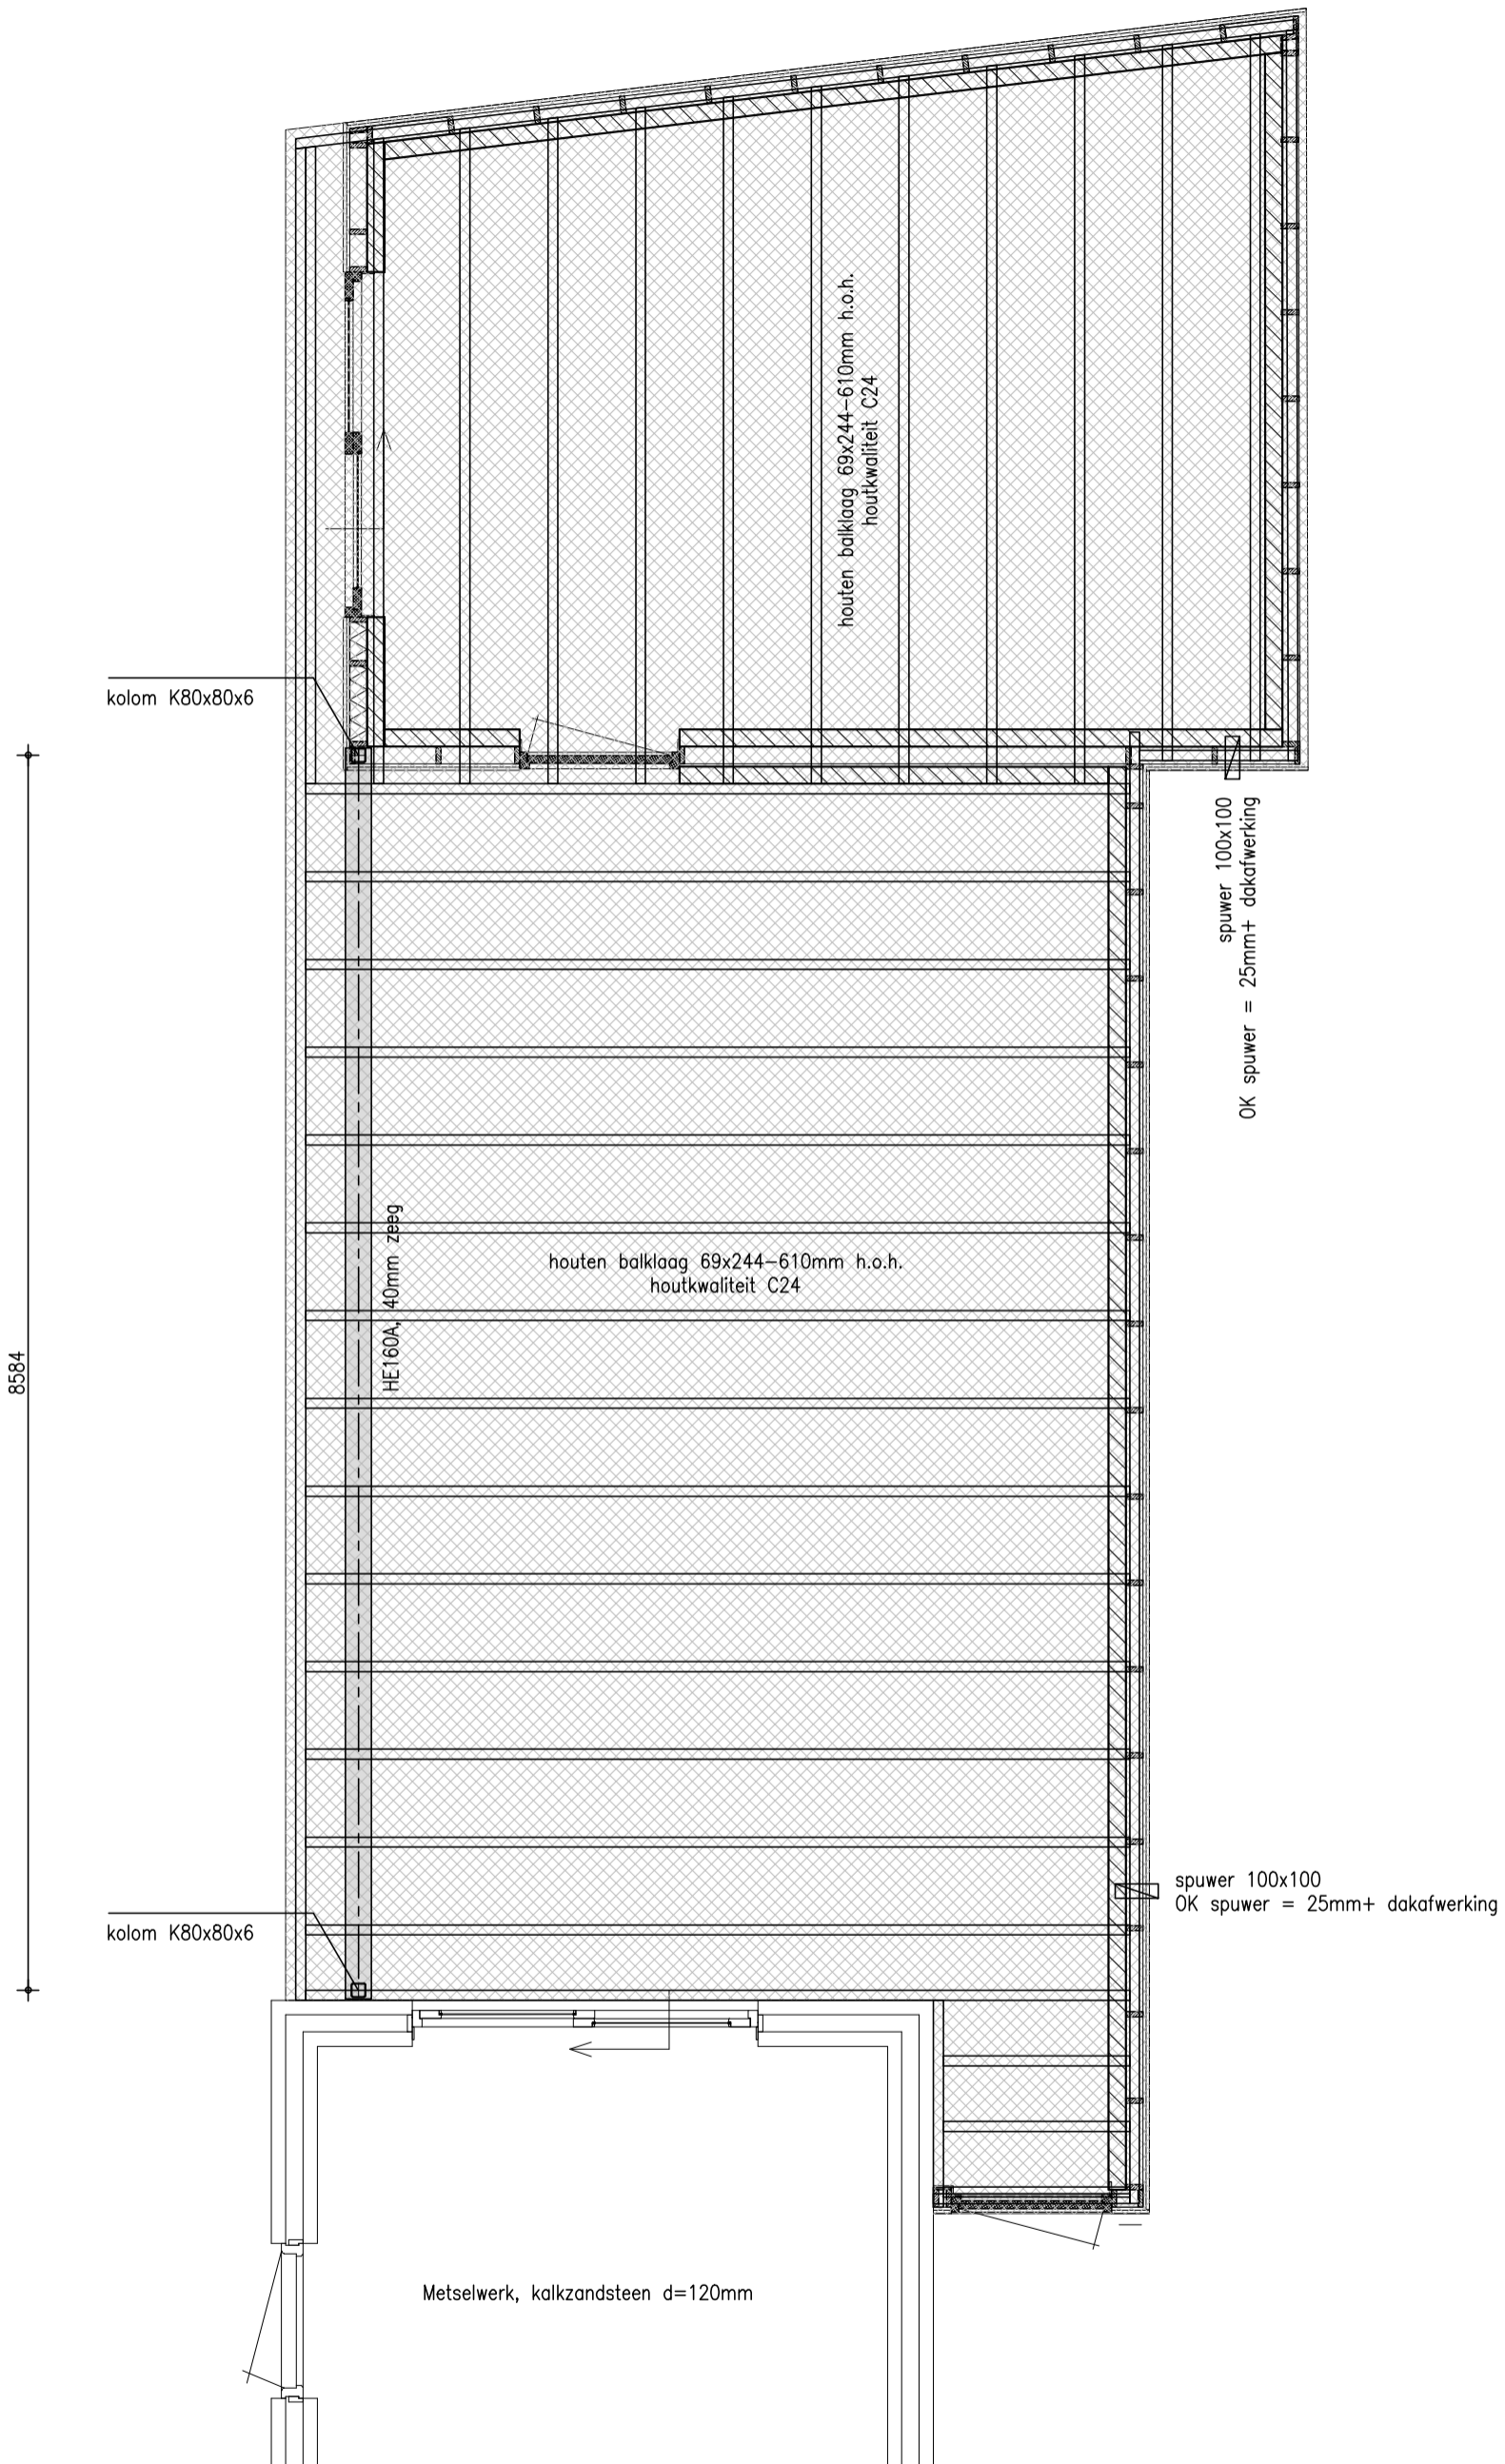 houten balklaag 69x244-610mm h.o.h.
houtkwaliteit C24
kolom K80x80x6
spuwer 100x100
OK spuwer = 25mm+ dakafwerking
HE160A, 40mm zeeg
houten balklaag 69x244-610mm h.o.h.
houtkwaliteit C24
8584
spuwer 100x100
OK spuwer = 25mm+ dakafwerking
kolom K80x80x6
Metselwerk, kalkzandsteen d=120mm